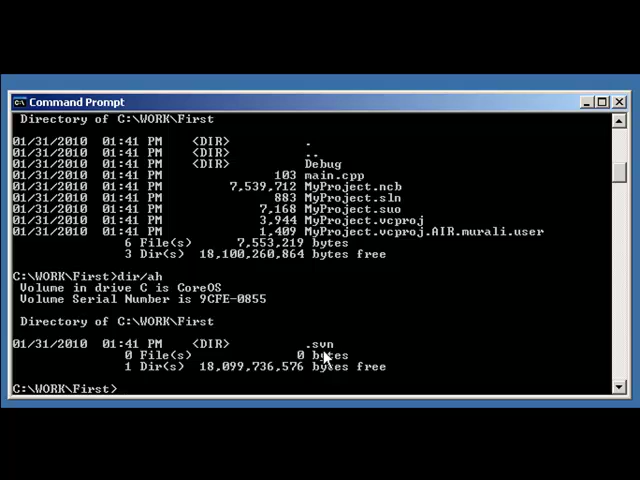 Command Prompt
Directory of C:\WORK\First
01/31/2010  01:41 PM    <DIR>          .
01/31/2010  01:41 PM    <DIR>          ..
01/31/2010  01:41 PM    <DIR>          Debug
01/31/2010  01:41 PM               103 main.cpp
01/31/2010  01:41 PM         7,539,712 MyProject.ncb
01/31/2010  01:41 PM               883 MyProject.sln
01/31/2010  01:41 PM             7,168 MyProject.suo
01/31/2010  01:41 PM             3,944 MyProject.vcproj
01/31/2010  01:41 PM             1,409 MyProject.vcproj.AIR.murali.user
6 File(s)      7,553,219 bytes
3 Dir(s)  18,100,260,864 bytes free
C:\WORK\First>dir/ah
Volume in drive C is CoreOS
Volume Serial Number is 9CFE-0855
Directory of C:\WORK\First
01/31/2010  01:41 PM    <DIR>          .svn
0 File(s)              0 bytes
1 Dir(s)  18,099,736,576 bytes free
C:\WORK\First>